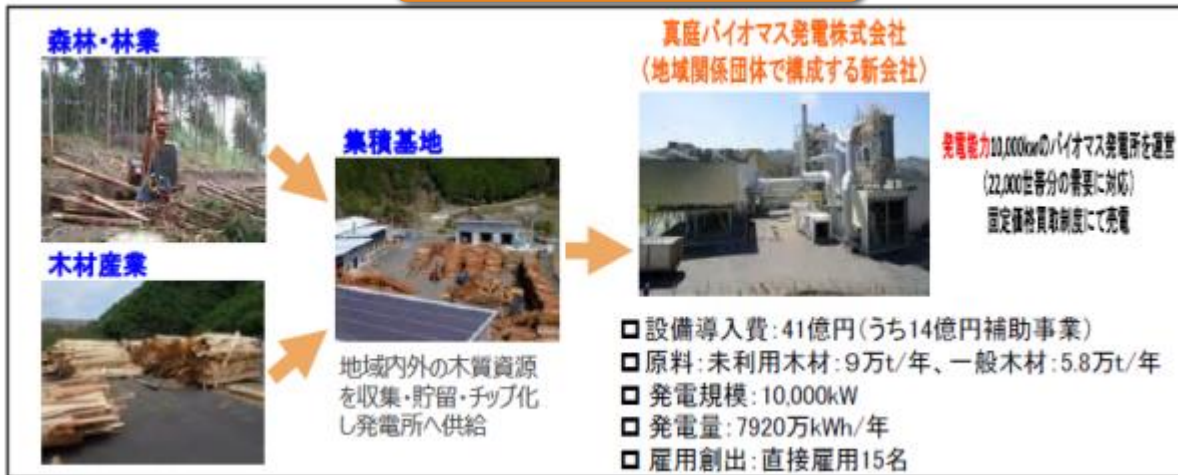 森林・林業
木材産業
集積基地
地域内外の木質資源
を収集・貯留・チップ化
し発電所へ供給
真庭バイオマス発電株式会社
〈地域関係団体で構成する新会社〉
発電能力10,000kwのバイオマス発電所を運営
(22,000世帯分の需要に対応)
固定価格買取制度にて売電
設備導入費:41億円(うち14億円補助事業)
原料:未利用木材:9万t/年、一般木材:5.8万t/年
発電規模:10,000kW
発電量:7920万kWh/年
雇用創出:直接雇用15名